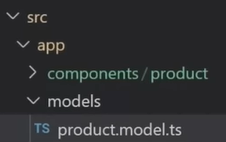 src
app
components/product
models
TS product.model.ts